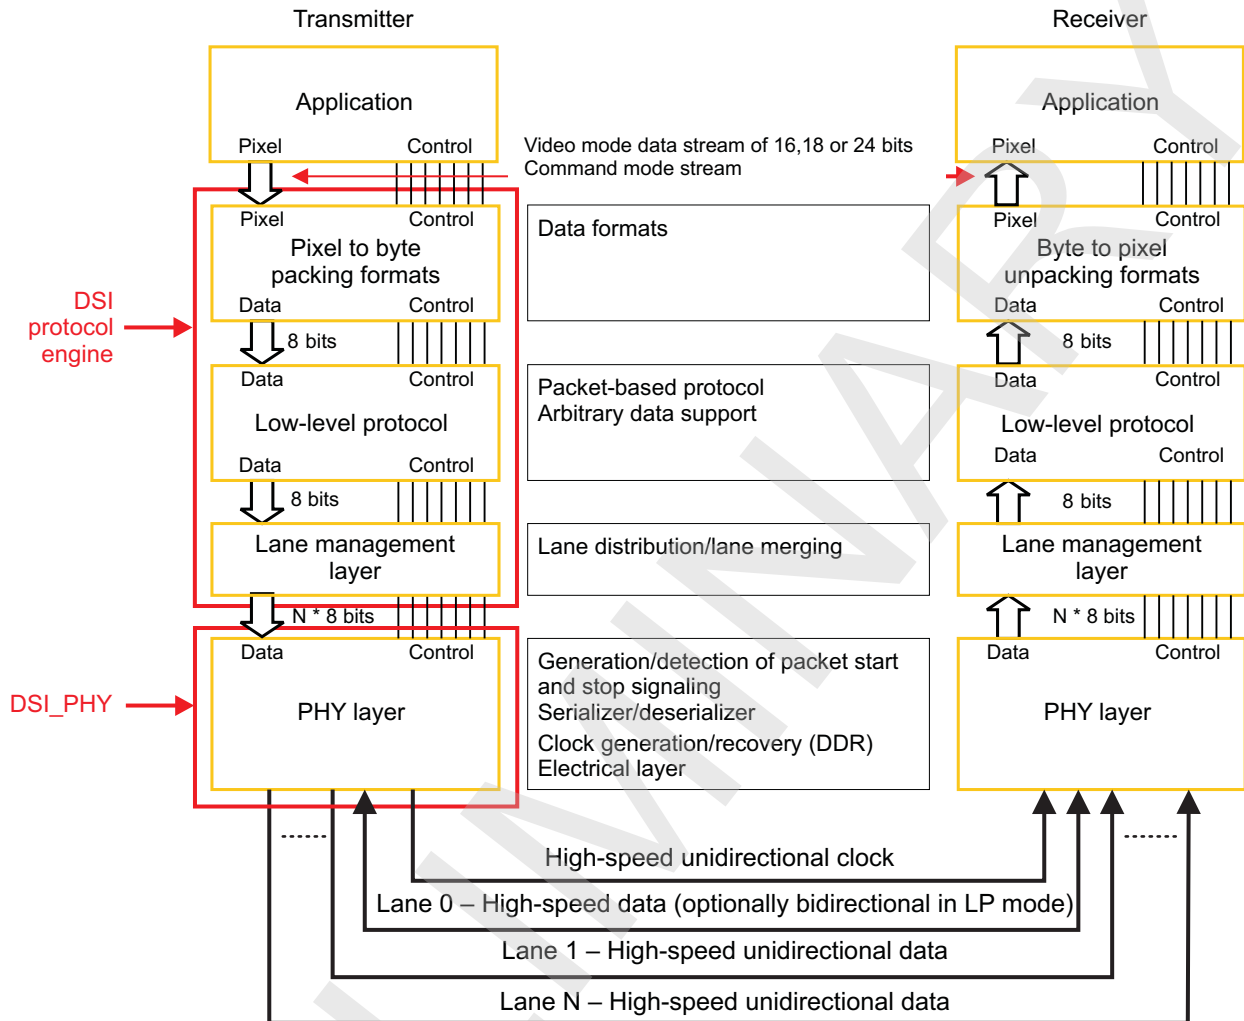 Transmitter
Receiver
Application
Application
Pixel
Control
Video mode data stream of 16,18 or 24 bits
Command mode stream
Pixel
Control
Pixel
Control
Data formats
Pixel
Control
Pixel to byte
packing formats
Byte to pixel
unpacking formats
Data
Control
Data
Control
DSI
protocol
engine
8 bits
8 bits
Data
Control
Packet-based protocol
Arbitrary data support
Data
Control
Low-level protocol
Low-level protocol
Data
Control
Data
Control
8 bits
8 bits
Lane management
layer
Lane distribution/lane merging
Lane management
layer
N * 8 bits
N * 8 bits
Data
Control
Generation/detection of packet start
and stop signaling
Serializer/deserializer
Clock generation/recovery (DDR)
Electrical layer
Data
Control
DSI_PHY
PHY layer
PHY layer
High-speed unidirectional clock
Lane 0 – High-speed data (optionally bidirectional in LP mode)
Lane 1 – High-speed unidirectional data
Lane N – High-speed unidirectional data
LIMINARY